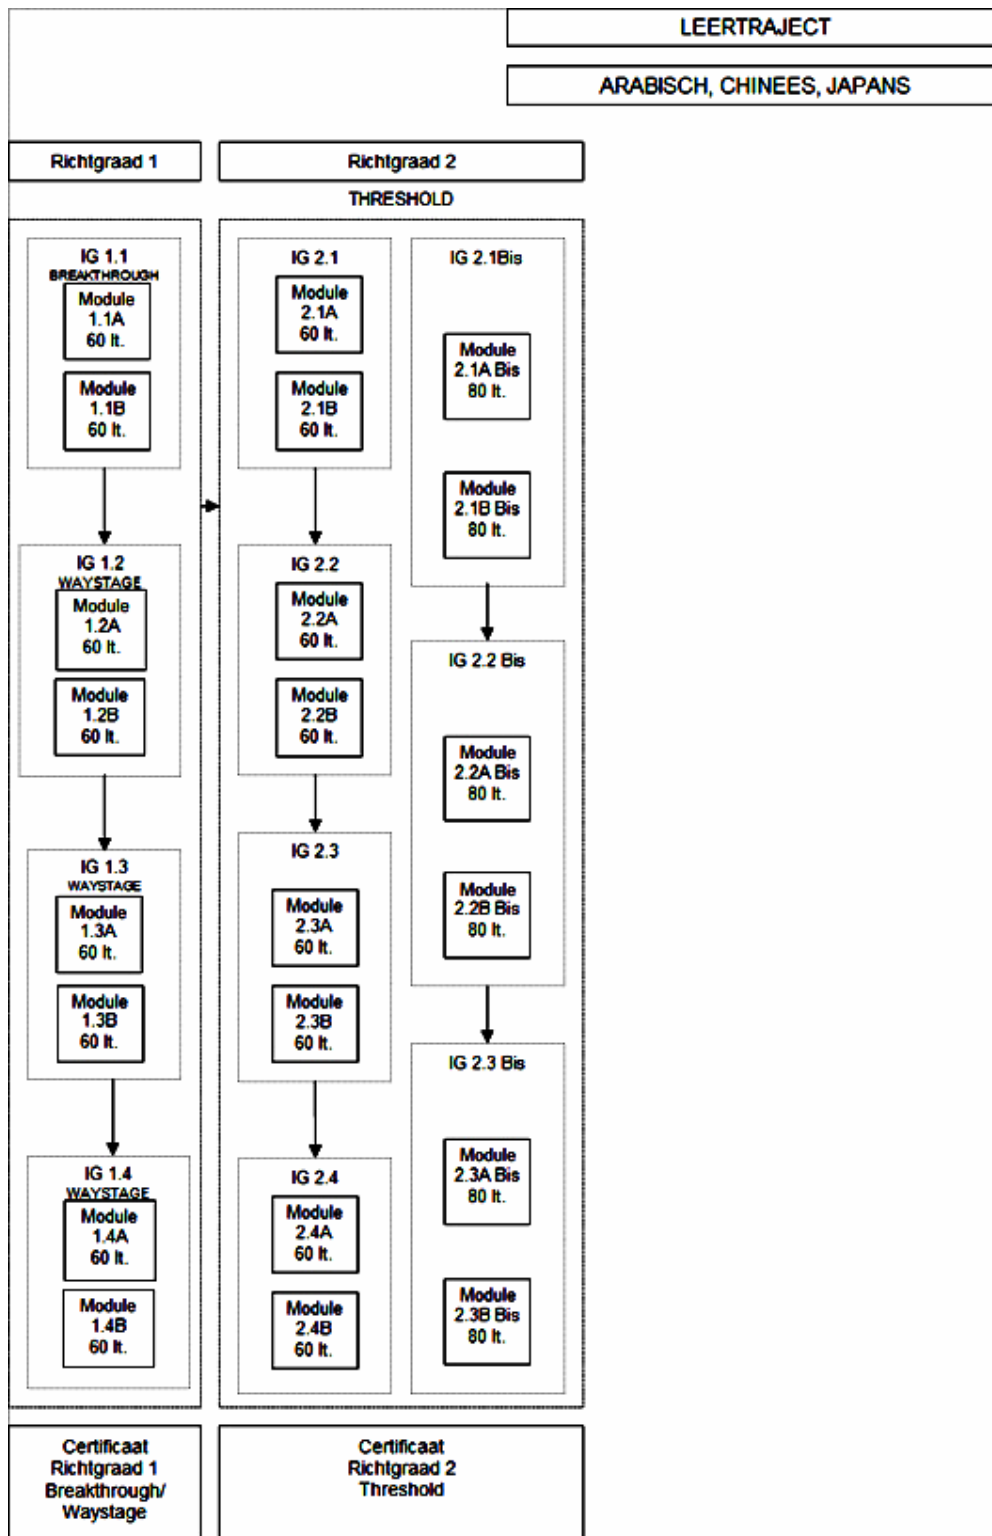 LEERTRAJECT
ARABISCH, CHINEES, JAPANS
Richtgraad 1
Richtgraad 2
THRESHOLD
IG 1.1
BREAKTHROUGH
Module
1.1A
60 lt.
Module
1.1B
60 lt.
IG 1.2
WAYSTAGE
Module
1.2A
60 lt.
Module
1.2B
60 lt.
IG 1.3
WAYSTAGE
Module
1.3A
60 lt.
Module
1.3B
60 lt.
IG 1.4
WAYSTAGE
Module
1.4A
60 lt.
Module
1.4B
60 lt.
IG 2.1
Module
2.1A
60 lt.
Module
2.1B
60 lt.
IG 2.2
Module
2.2A
60 lt.
Module
2.2B
60 lt.
IG 2.3
Module
2.3A
60 lt.
Module
2.3B
60 lt.
IG 2.4
Module
2.4A
60 lt.
Module
2.4B
60 lt.
IG 2.1Bis
Module
2.1A Bis
80 lt.
Module
2.1B Bis
80 lt.
IG 2.2 Bis
Module
2.2A Bis
80 lt.
Module
2.2B Bis
80 lt.
IG 2.3 Bis
Module
2.3A Bis
80 lt.
Module
2.3B Bis
80 lt.
Certificaat
Richtgraad 1
Breakthrough/
Waystage
Certificaat
Richtgraad 2
Threshold